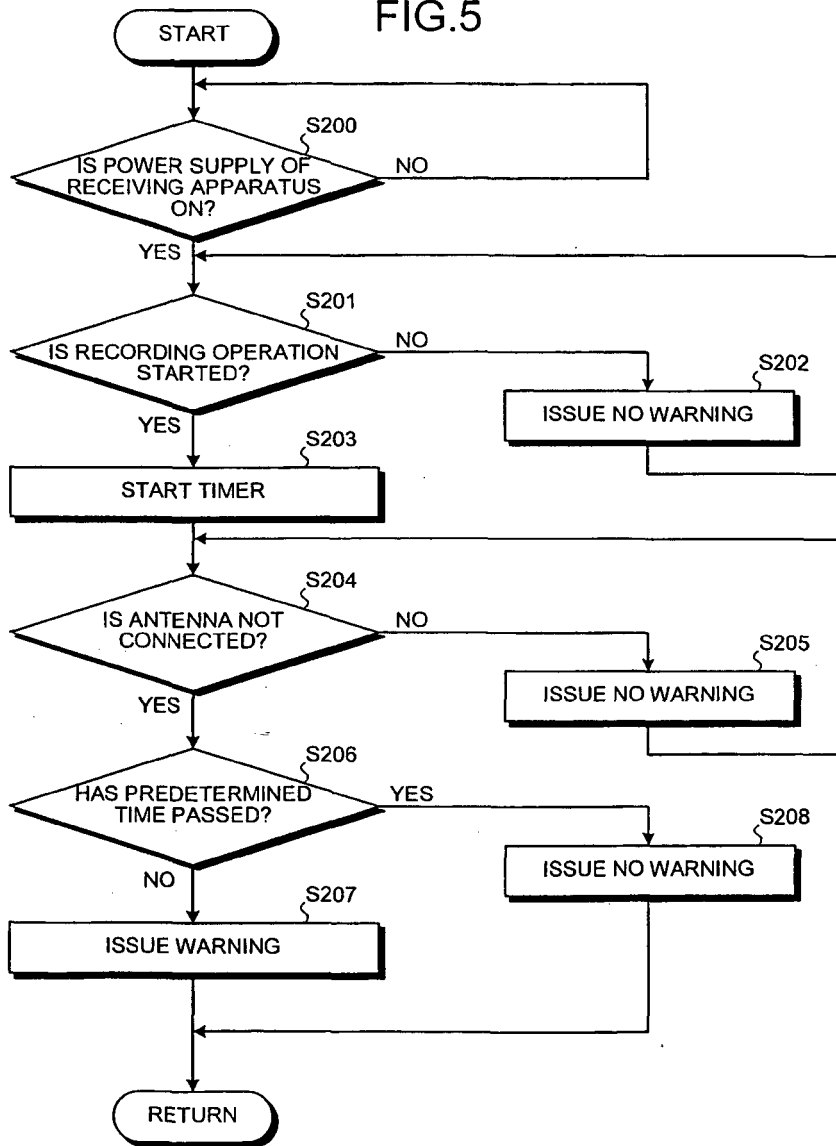 FIG.5
START
S200
IS POWER SUPPLY OF
RECEIVING APPARATUS
ON?
NO
YES
S201
IS RECORDING OPERATION
STARTED?
NO
S202
ISSUE NO WARNING
YES
S203
START TIMER
S204
IS ANTENNA NOT
CONNECTED?
NO
S205
ISSUE NO WARNING
YES
S206
HAS PREDETERMINED
TIME PASSED?
YES
S208
ISSUE NO WARNING
NO
S207
ISSUE WARNING
RETURN